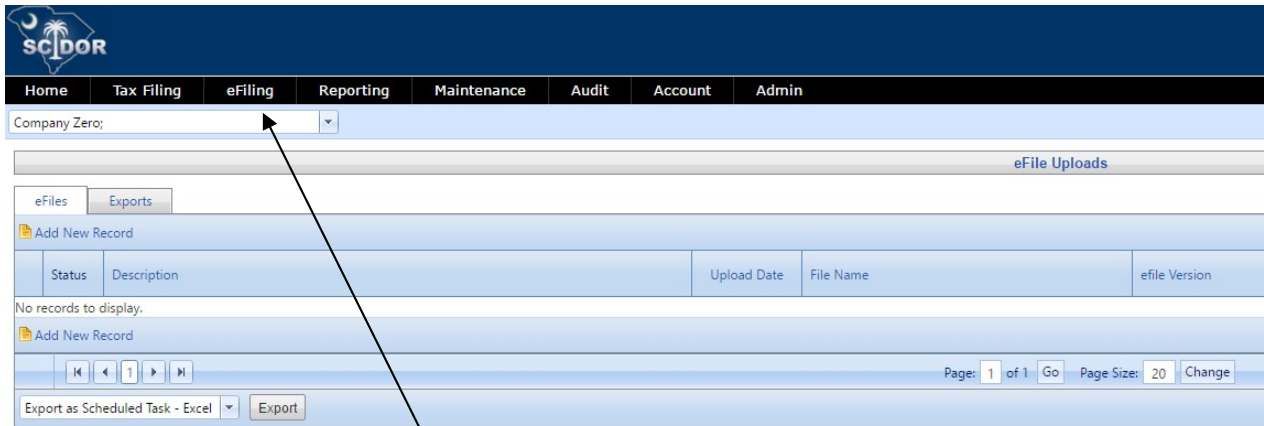 SCDOR
Home Tax Filing eFiling Reporting Maintenance Audit Account Admin
Company Zero;
eFile Uploads
eFiles Exports
Add New Record
Status Description Upload Date File Name efile Version
No records to display.
Add New Record
1 Page: 1 of 1 Go Page Size: 20 Change
Export as Scheduled Task - Excel Export